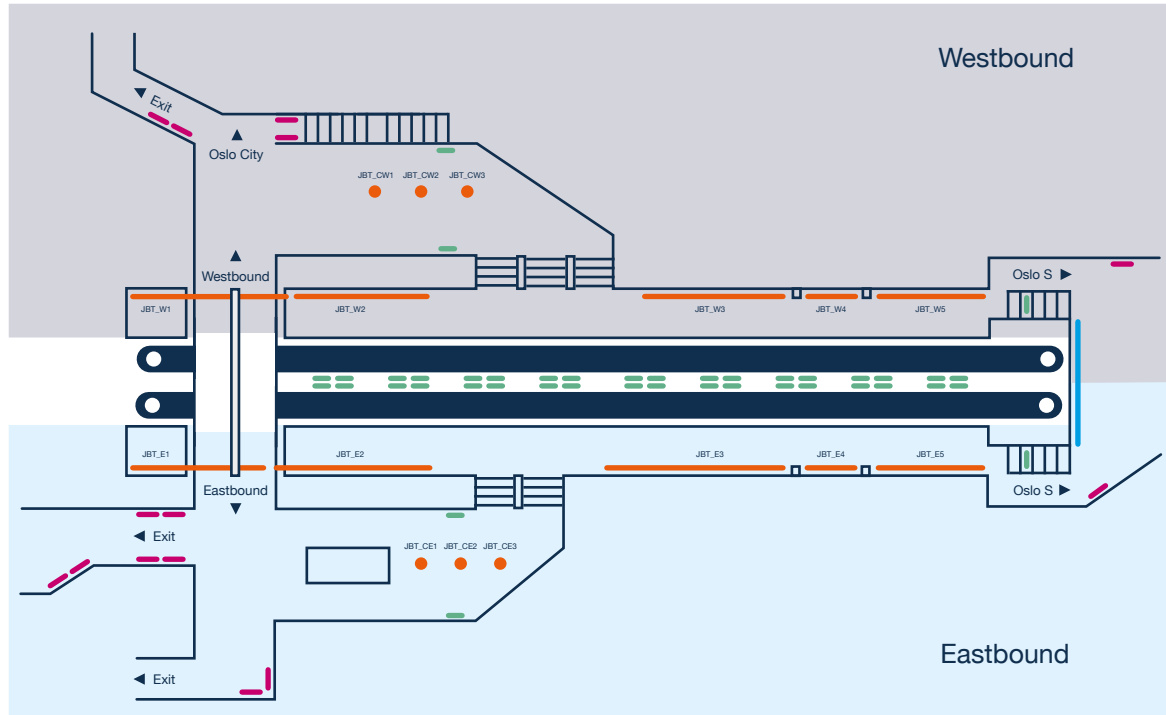 Westbound
Exit
Oslo City
JBT_CW1 JBT_CW2 JBT_CW3
Westbound
Oslo S
JBT_W1 JBT_W2 JBT_W3 JBT_W4 JBT_W5
JBT_E1 JBT_E2 JBT_E3 JBT_E4 JBT_E5
Eastbound
Oslo S
Exit
JBT_CE1 JBT_CE2 JBT_CE3
Eastbound
Exit